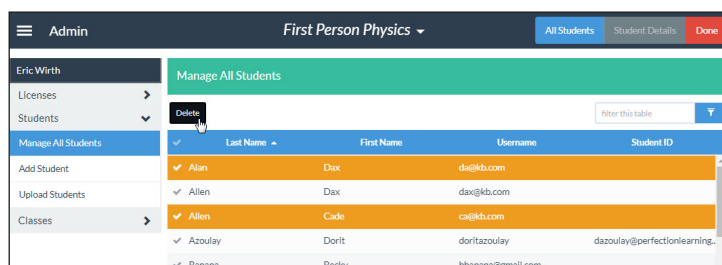 Admin
First Person Physics
All Students
Student Details
Done
Eric Wirth
Licenses
Students
Manage All Students
Add Student
Upload Students
Classes
Manage All Students
Delete
filter this table
Last Name First Name Username Student ID
Alan Dax da@kb.com
Allen Dax dax@kb.com
Allen Cade ca@kb.com
Azoulay Dorit doritazoulay dazoulay@perfectionlearning...